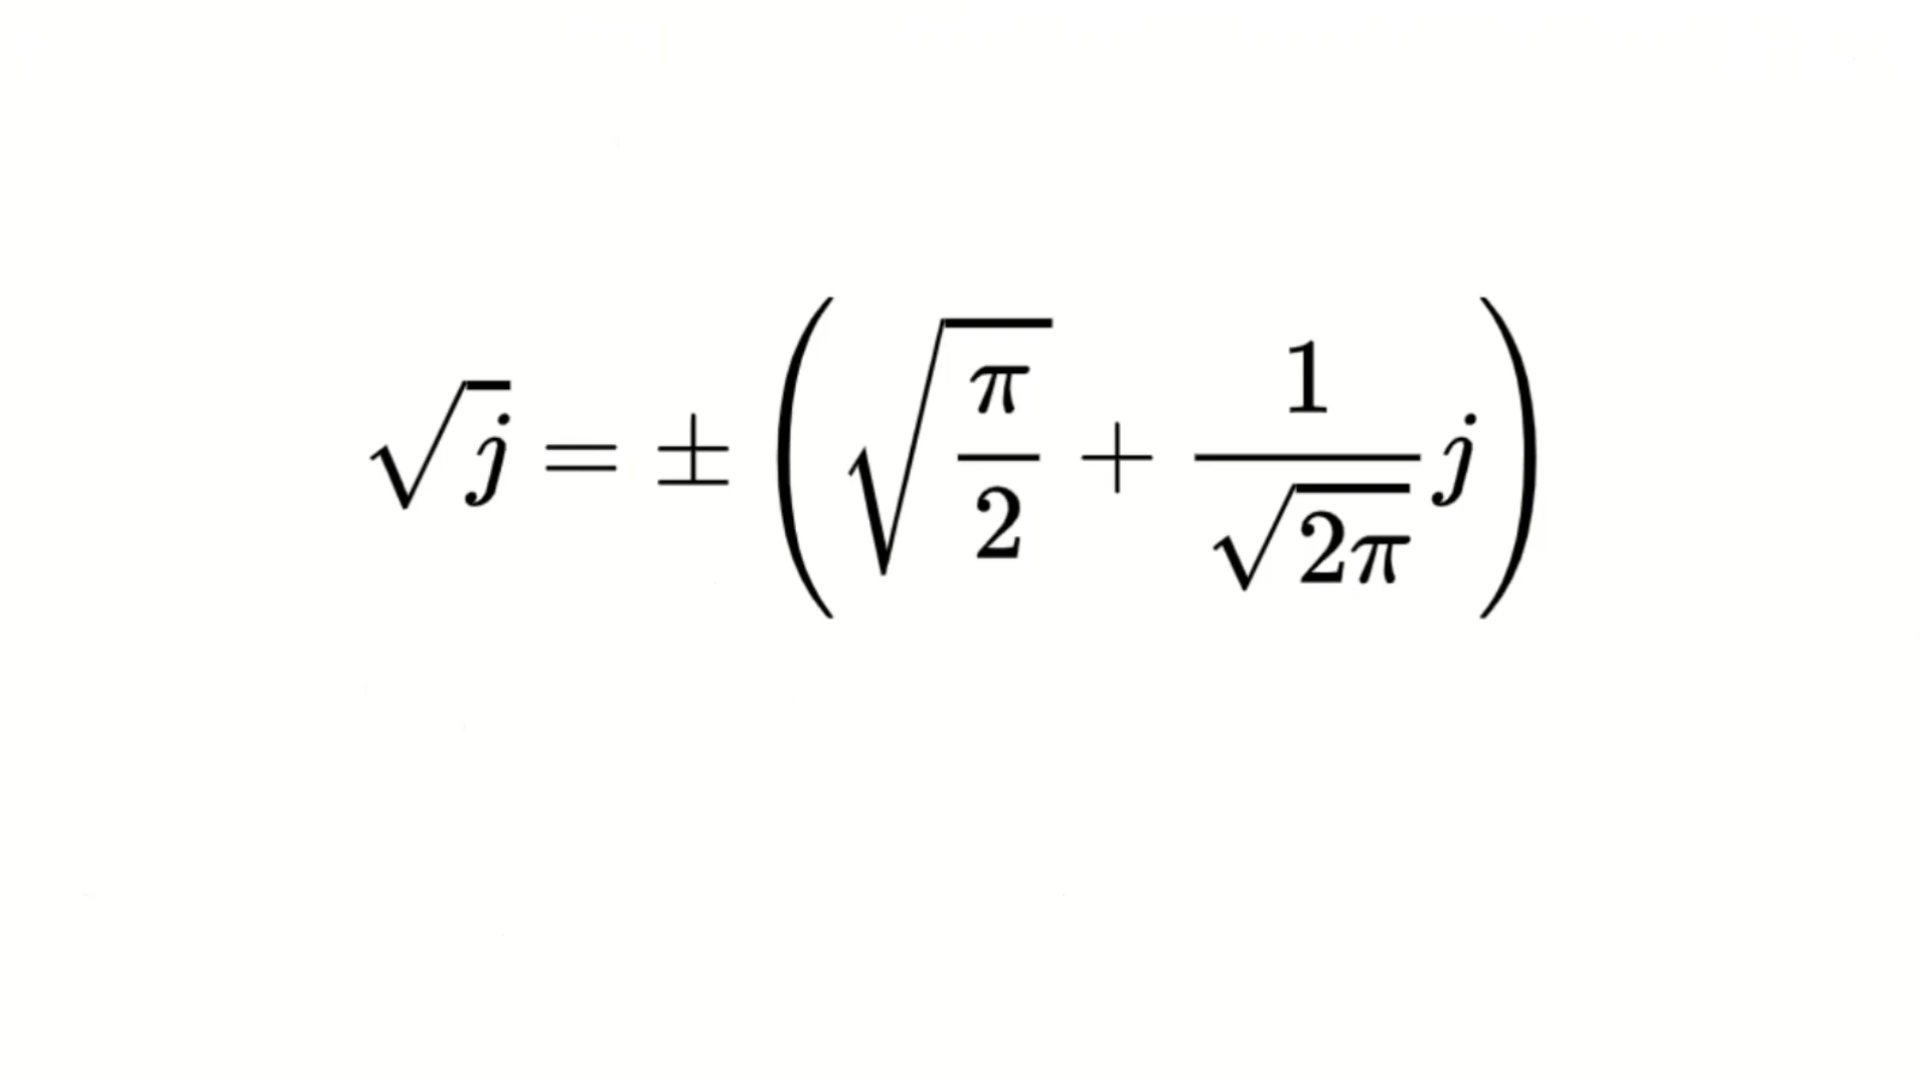 √j = ± (√(π/2) + 1/√(2π) j)